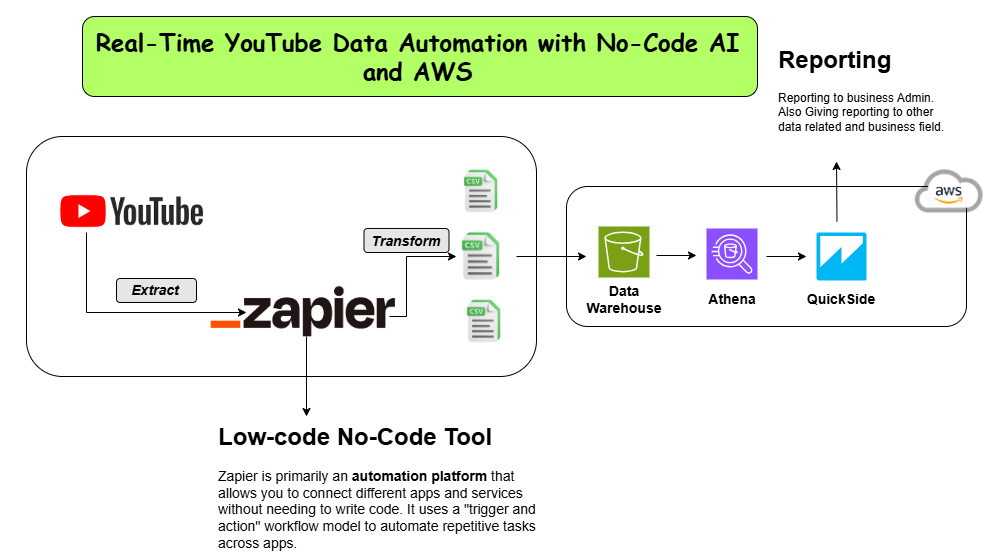 Real-Time YouTube Data Automation with No-Code AI
and AWS
Reporting
Reporting to business Admin.
Also Giving reporting to other
data related and business field.
aws
YouTube
CSV
Transform
CSV
Extract
zapier
CSV
Data
Warehouse
Athena
QuickSide
Low-code No-Code Tool
Zapier is primarily an automation platform that
allows you to connect different apps and services
without needing to write code. It uses a "trigger and
action" workflow model to automate repetitive tasks
across apps.